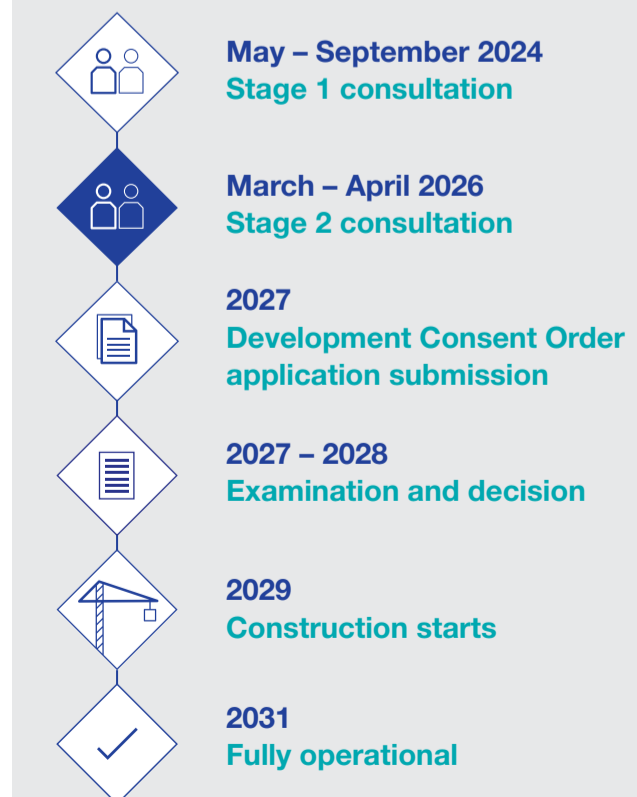 May – September 2024
Stage 1 consultation
March – April 2026
Stage 2 consultation
2027
Development Consent Order
application submission
2027 – 2028
Examination and decision
2029
Construction starts
2031
Fully operational